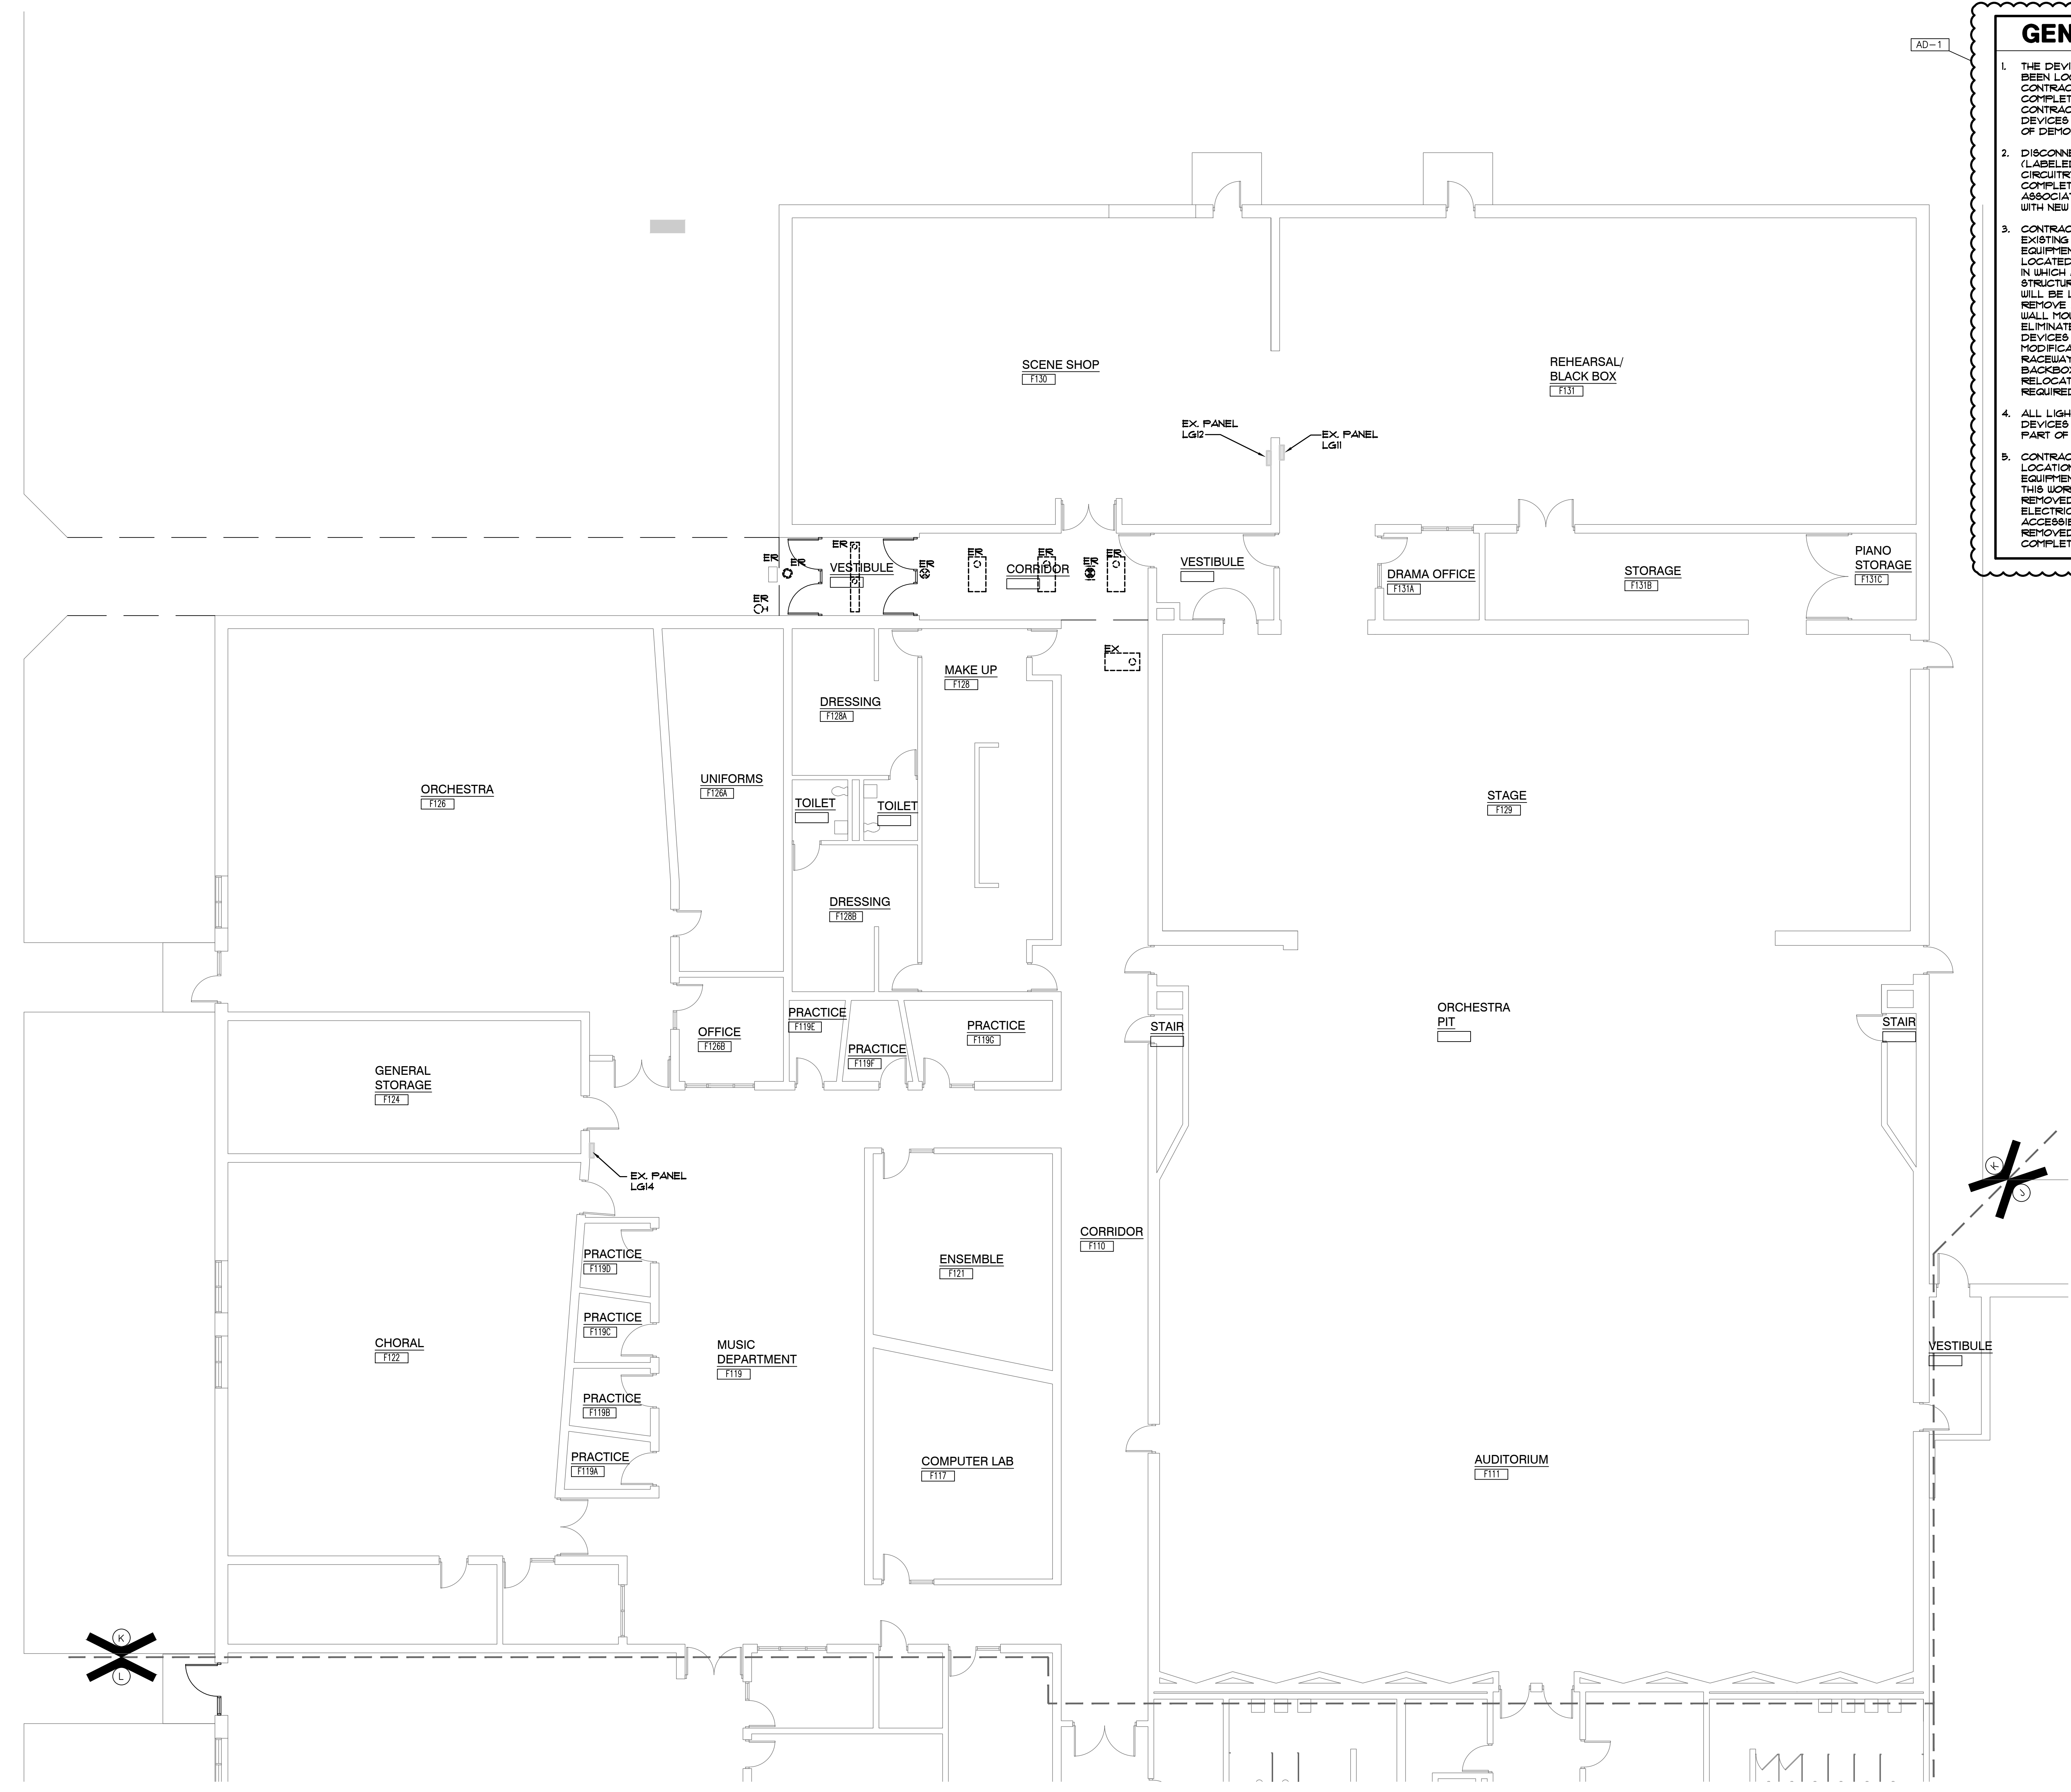 AD-1
GEN
1. THE DEVI
BEEN LO
CONTRAC
COMPLET
CONTRAC
DEVICES
OF DEMO
2. DISCONNE
(LABELED
CIRCUITR
COMPLET
ASSOCIAT
WITH NEW
3. CONTRAC
EXISTING
EQUIPMEN
LOCATED
IN WHICH
STRUCTUR
WILL BE L
REMOVE
WALL MOU
ELIMINATE
DEVICES
MODIFICA
RACEWAY
BACKBOX
RELOCAT
REQUIRED
4. ALL LIGH
DEVICES
PART OF
5. CONTRAC
LOCATION
EQUIPMEN
THIS WORK
REMOVED
ELECTRIC
ACCESSIB
REMOVED
COMPLET
SCENE SHOP
F130
REHEARSAL/
BLACK BOX
F131
EX. PANEL
LG12
EX. PANEL
LG11
ER
ER
ER
ER
ER
ER
ER
ER
ER
VESTIBULE
CORRIDOR
VESTIBULE
DRAMA OFFICE
F131A
STORAGE
F131B
PIANO
STORAGE
F131C
EX
MAKE UP
F128
DRESSING
F128A
UNIFORMS
F126A
ORCHESTRA
F126
TOILET
TOILET
STAGE
F129
DRESSING
F128B
ORCHESTRA
PIT
PRACTICE
F119E
PRACTICE
F119F
PRACTICE
F119G
OFFICE
F126B
STAIR
STAIR
GENERAL
STORAGE
F124
EX. PANEL
LG14
K
J
PRACTICE
F119D
PRACTICE
F119C
PRACTICE
F119B
PRACTICE
F119A
CORRIDOR
F110
ENSEMBLE
F121
CHORAL
F122
MUSIC
DEPARTMENT
F119
VESTIBULE
COMPUTER LAB
F117
AUDITORIUM
F111
K
L